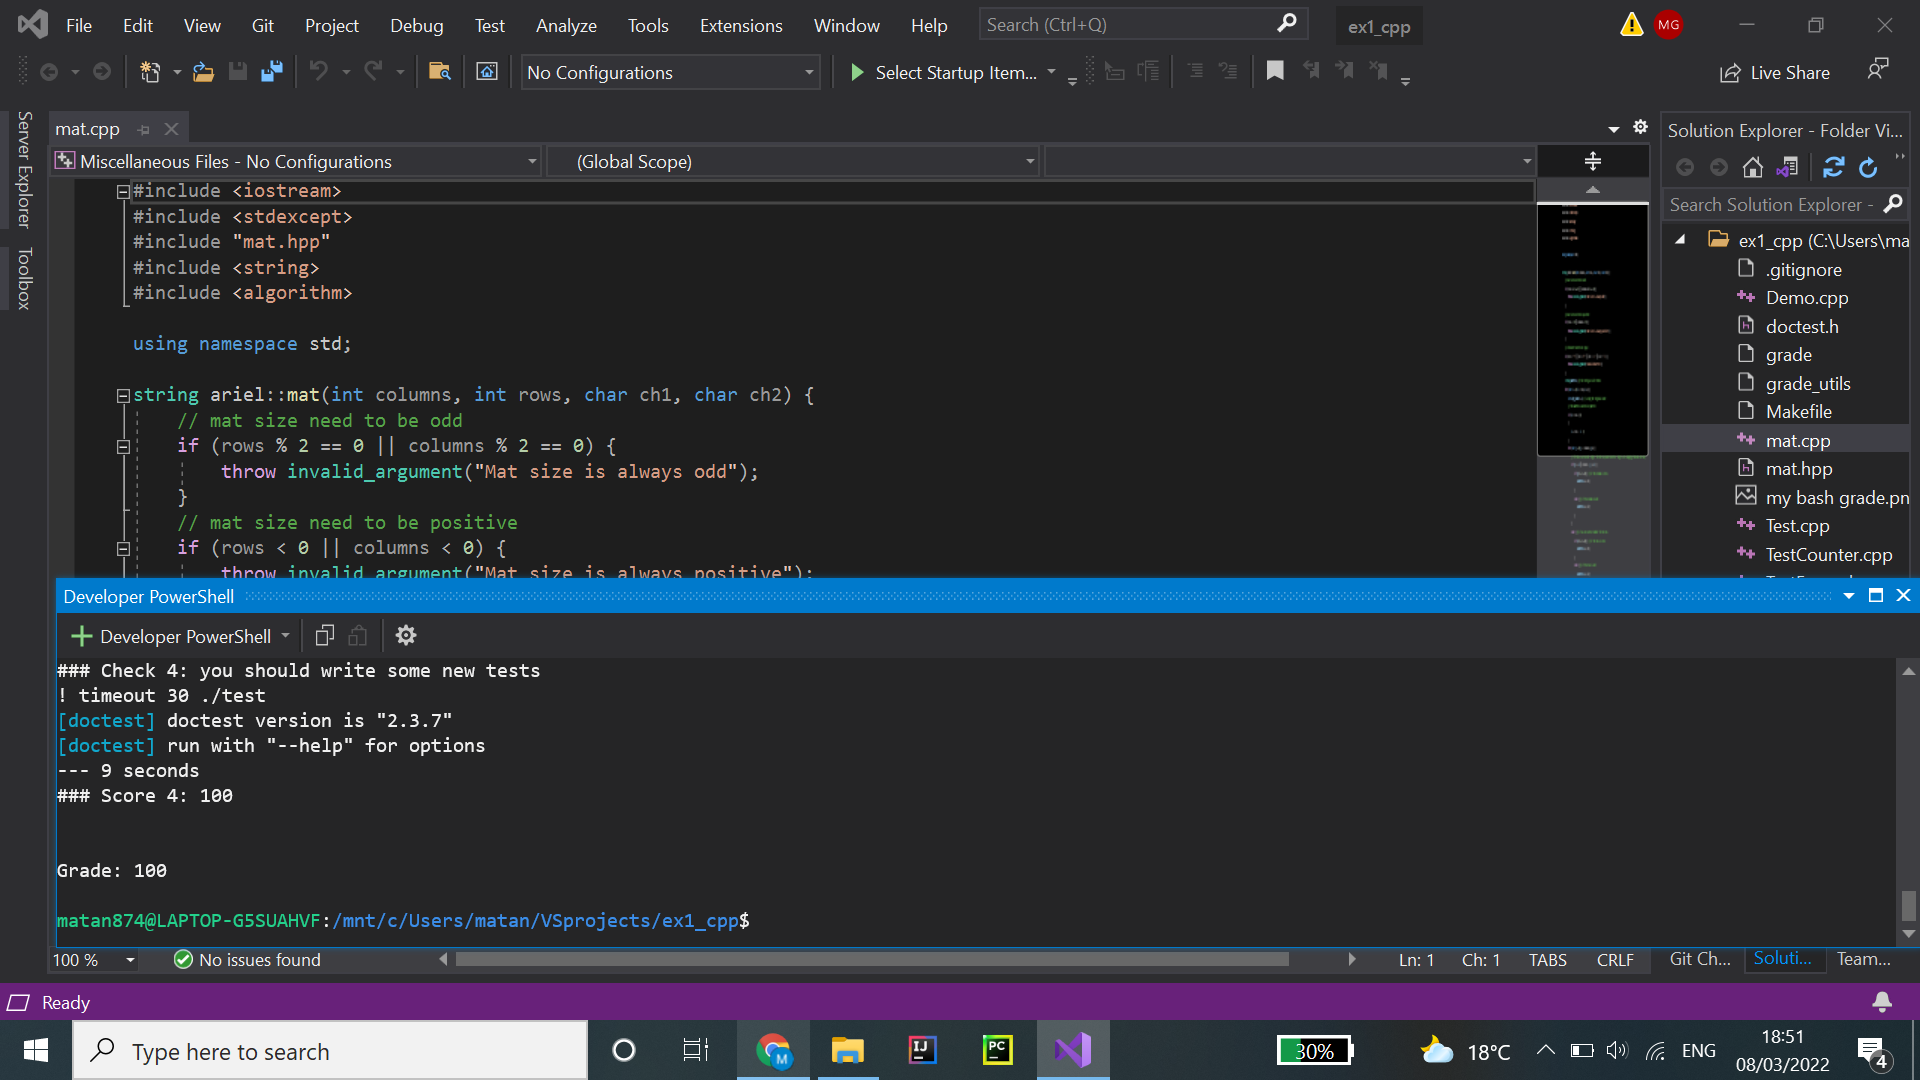 File Edit View Git Project Debug Test Analyze Tools Extensions Window Help Search (Ctrl+Q) ex1_cpp MG
No Configurations Select Startup Item... Live Share
Server Explorer
Toolbox
mat.cpp
Miscellaneous Files - No Configurations (Global Scope)
#include <iostream>
#include <stdexcept>
#include "mat.hpp"
#include <string>
#include <algorithm>
using namespace std;
string ariel::mat(int columns, int rows, char ch1, char ch2) {
// mat size need to be odd
if (rows % 2 == 0 || columns % 2 == 0) {
throw invalid_argument("Mat size is always odd");
}
// mat size need to be positive
if (rows < 0 || columns < 0) {
throw invalid_argument("Mat size is always positive");
Solution Explorer - Folder Vi...
Search Solution Explorer -
ex1_cpp (C:\Users\ma
.gitignore
Demo.cpp
doctest.h
grade
grade_utils
Makefile
mat.cpp
mat.hpp
my bash grade.pn
Test.cpp
TestCounter.cpp
Developer PowerShell
Developer PowerShell
### Check 4: you should write some new tests
! timeout 30 ./test
[doctest] doctest version is "2.3.7"
[doctest] run with "--help" for options
--- 9 seconds
### Score 4: 100
Grade: 100
matan874@LAPTOP-G5SUAHVF:/mnt/c/Users/matan/VSprojects/ex1_cpp$
100 % No issues found Ln: 1 Ch: 1 TABS CRLF Git Ch... Soluti... Team...
Ready
Type here to search M IJ PC 30% 18°C ENG 18:51
08/03/2022 4